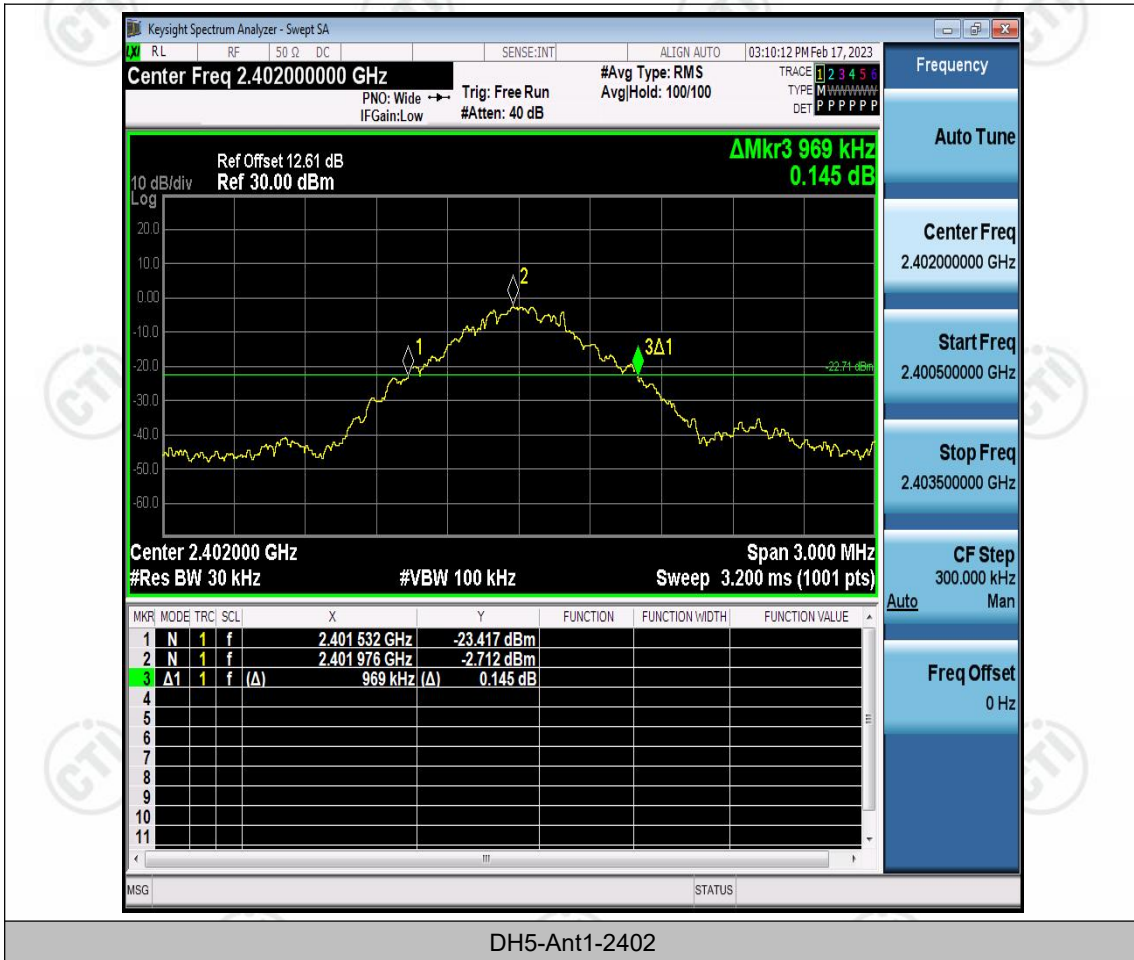 Keysight Spectrum Analyzer - Swept SA
LXI RL RF 50 Ω DC SENSE:INT ALIGN AUTO 03:10:12 PM Feb 17, 2023
Center Freq 2.402000000 GHz
PNO: Wide
IFGain:Low
Trig: Free Run
#Atten: 40 dB
#Avg Type: RMS
Avg|Hold: 100/100
TRACE 1 2 3 4 5 6
TYPE M WWWWW
DET P P P P P P
ΔMkr3 969 kHz
0.145 dB
Ref Offset 12.61 dB
10 dB/div Ref 30.00 dBm
Log
20.0
10.0
0.00
-10.0
-20.0
-30.0
-40.0
-50.0
-60.0
2
1
3Δ1
-22.71 dBm
Center 2.402000 GHz Span 3.000 MHz
#Res BW 30 kHz #VBW 100 kHz Sweep 3.200 ms (1001 pts)
MKR MODE TRC SCL X Y FUNCTION FUNCTION WIDTH FUNCTION VALUE
1 N 1 f 2.401 532 GHz -23.417 dBm
2 N 1 f 2.401 976 GHz -2.712 dBm
3 Δ1 1 f (Δ) 969 kHz (Δ) 0.145 dB
4
5
6
7
8
9
10
11
MSG STATUS
Frequency
Auto Tune
Center Freq
2.402000000 GHz
Start Freq
2.400500000 GHz
Stop Freq
2.403500000 GHz
CF Step
300.000 kHz
Auto Man
Freq Offset
0 Hz
DH5-Ant1-2402
CTI
CTI
CTI
CTI